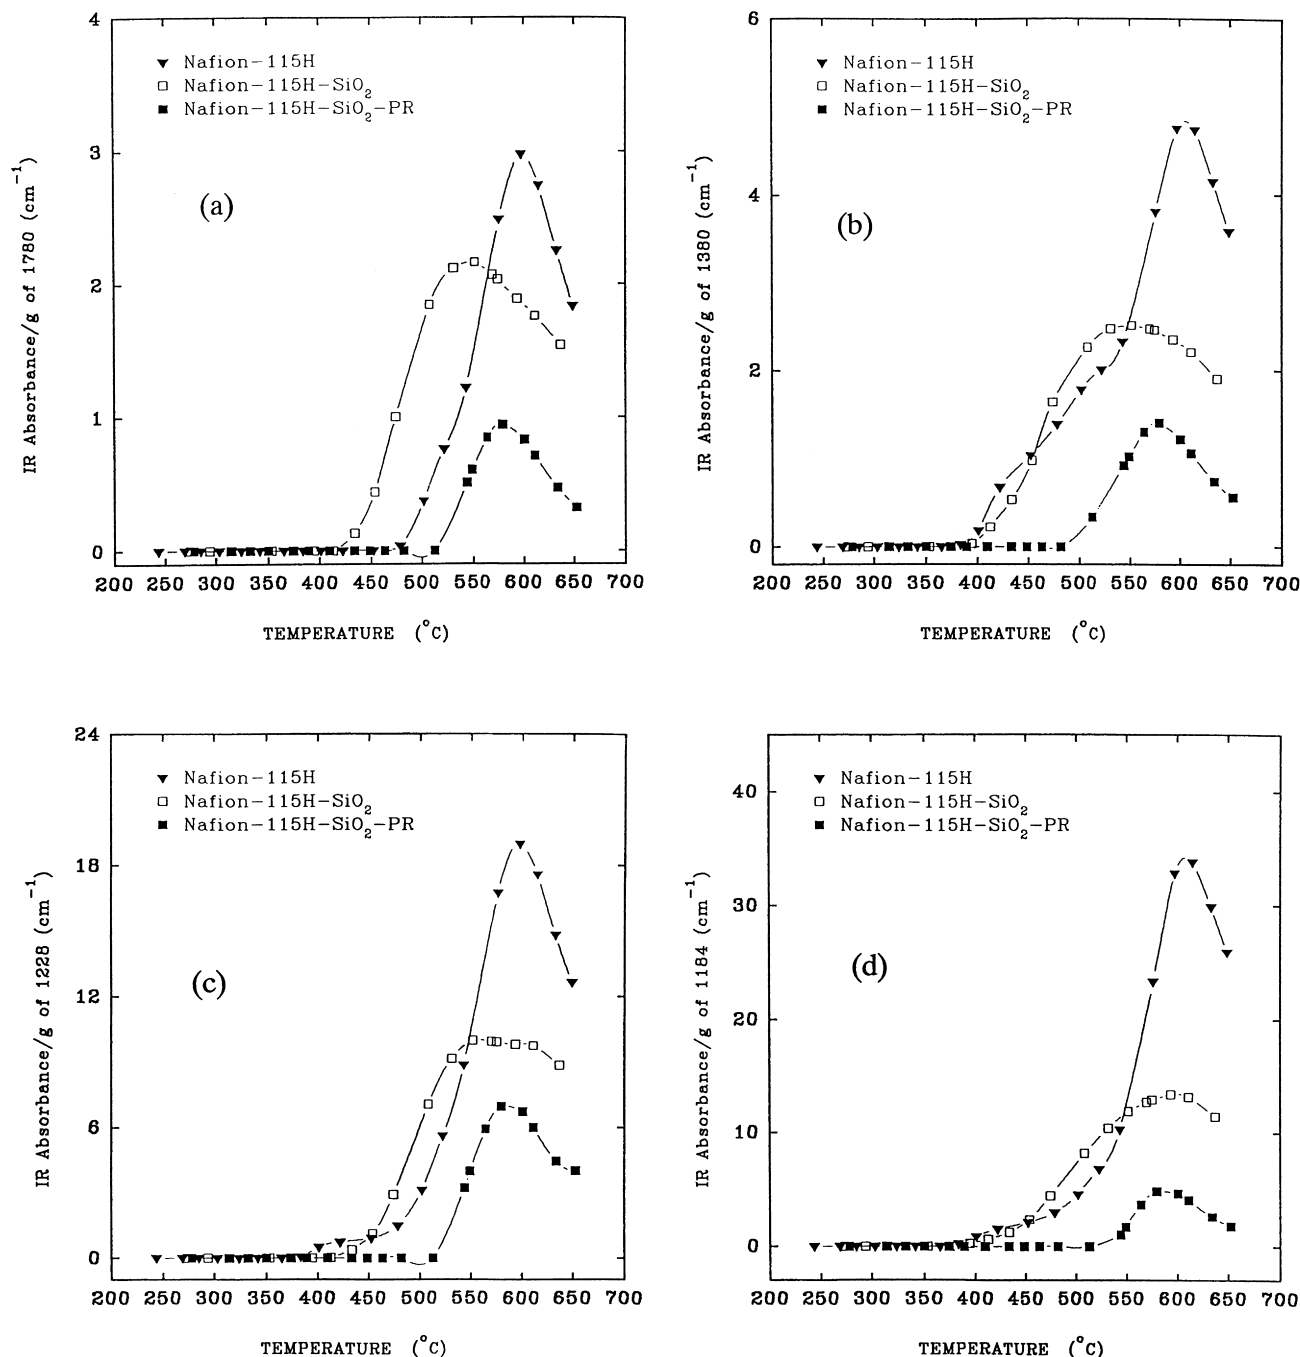 4
3
2
1
0
▼ Nafion-115H
□ Nafion-115H-SiO2
■ Nafion-115H-SiO2-PR
(a)
IR Absorbance/g of 1780 (cm⁻¹)
200 250 300 350 400 450 500 550 600 650 700
TEMPERATURE (°C)
6
4
2
0
▼ Nafion-115H
□ Nafion-115H-SiO2
■ Nafion-115H-SiO2-PR
(b)
IR Absorbance/g of 1380 (cm⁻¹)
200 250 300 350 400 450 500 550 600 650 700
TEMPERATURE (°C)
24
18
12
6
0
▼ Nafion-115H
□ Nafion-115H-SiO2
■ Nafion-115H-SiO2-PR
(c)
IR Absorbance/g of 1228 (cm⁻¹)
200 250 300 350 400 450 500 550 600 650 700
TEMPERATURE (°C)
40
30
20
10
0
▼ Nafion-115H
□ Nafion-115H-SiO2
■ Nafion-115H-SiO2-PR
(d)
IR Absorbance/g of 1184 (cm⁻¹)
200 250 300 350 400 450 500 550 600 650 700
TEMPERATURE (°C)